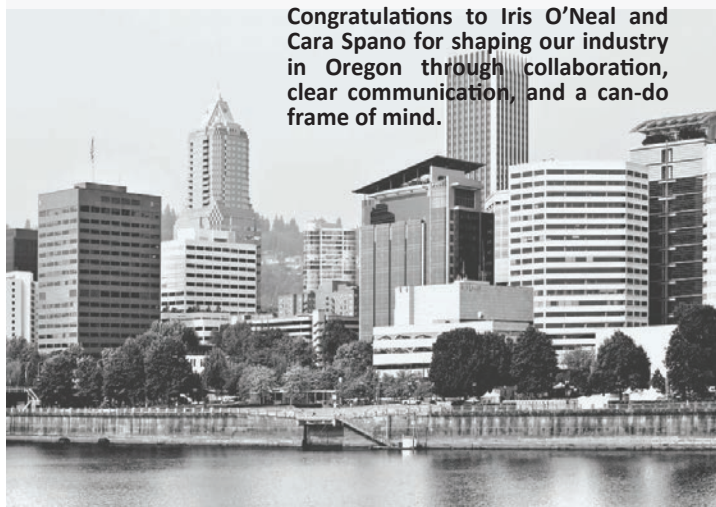 Congratulations to Iris O’Neal and
Cara Spano for shaping our industry
in Oregon through collaboration,
clear communication, and a can-do
frame of mind.